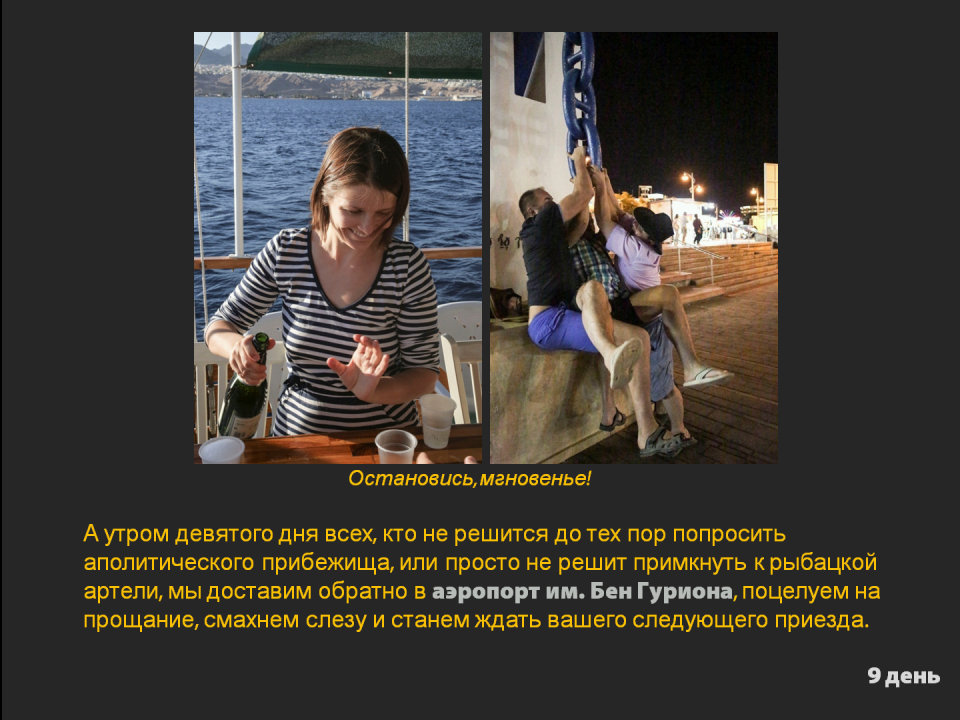 Остановись,мгновенье!
А утром девятого дня всех, кто не решится до тех пор попросить
аполитического прибежища, или просто не решит примкнуть к рыбацкой
артели, мы доставим обратно в аэропорт им. Бен Гуриона, поцелуем на
прощание, смахнем слезу и станем ждать вашего следующего приезда.
9 день